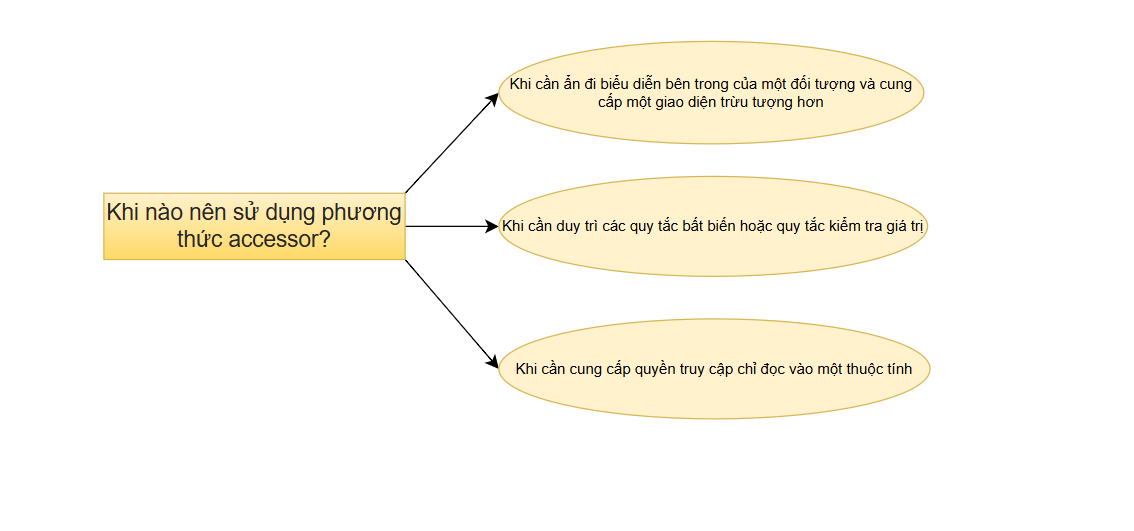 Khi nào nên sử dụng phương
thức accessor?
Khi cần ẩn đi biểu diễn bên trong của một đối tượng và cung
cấp một giao diện trừu tượng hơn
Khi cần duy trì các quy tắc bất biến hoặc quy tắc kiểm tra giá trị
Khi cần cung cấp quyền truy cập chỉ đọc vào một thuộc tính